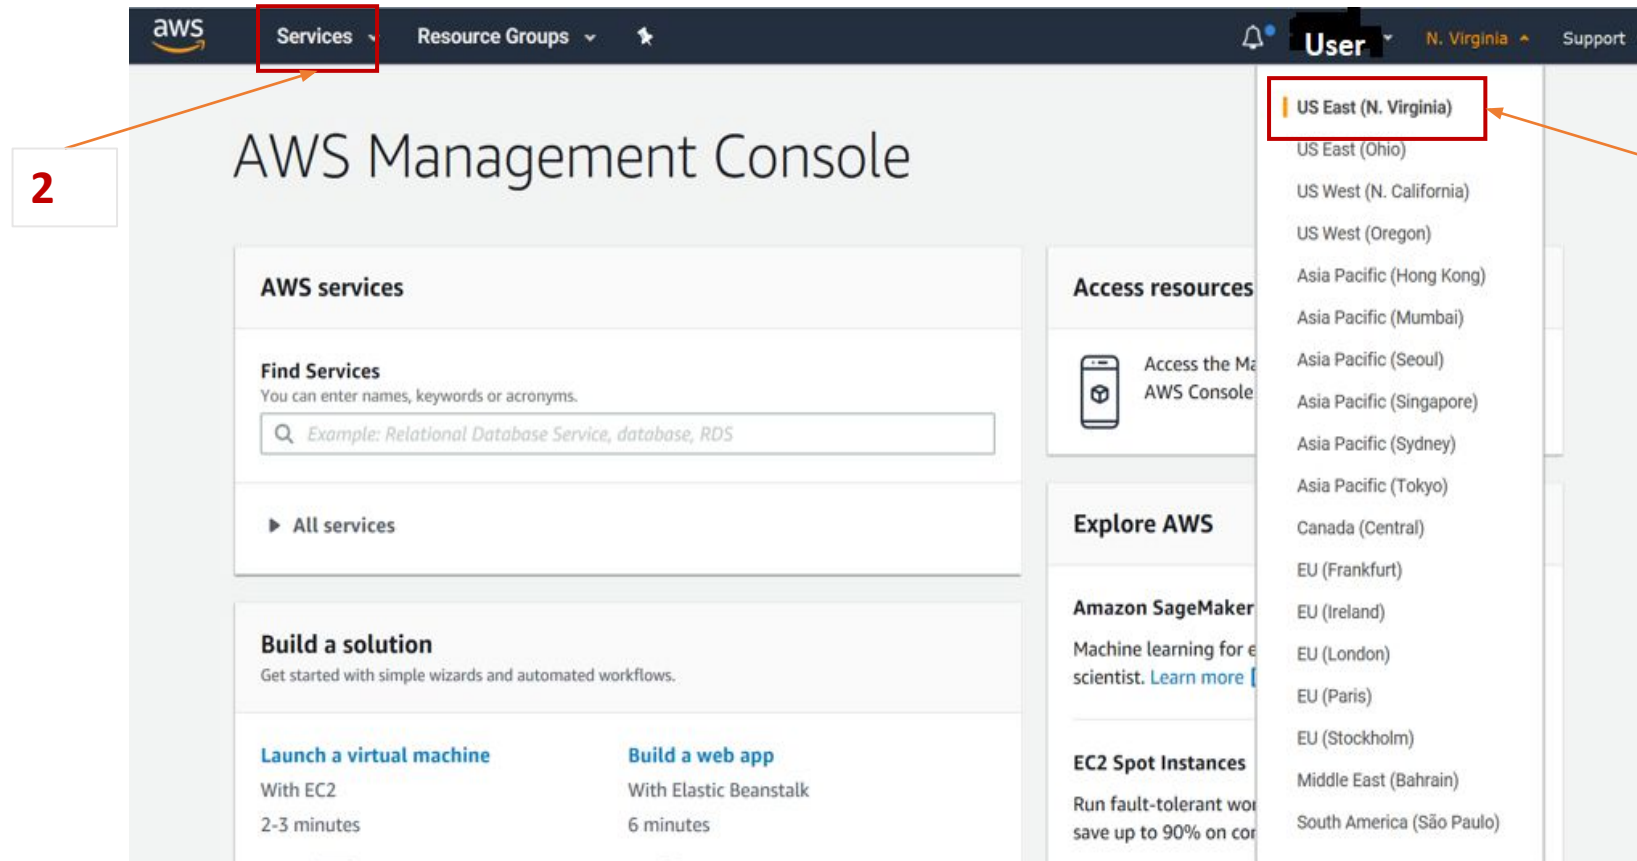 aws
Services
Resource Groups
User
N. Virginia
Support
2
AWS Management Console
AWS services
Find Services
You can enter names, keywords or acronyms.
Example: Relational Database Service, database, RDS
All services
Build a solution
Get started with simple wizards and automated workflows.
Launch a virtual machine
With EC2
2-3 minutes
Build a web app
With Elastic Beanstalk
6 minutes
Access resources
Access the Ma
AWS Console
Explore AWS
Amazon SageMaker
Machine learning for e
scientist. Learn more
EC2 Spot Instances
Run fault-tolerant wor
save up to 90% on cor
US East (N. Virginia)
US East (Ohio)
US West (N. California)
US West (Oregon)
Asia Pacific (Hong Kong)
Asia Pacific (Mumbai)
Asia Pacific (Seoul)
Asia Pacific (Singapore)
Asia Pacific (Sydney)
Asia Pacific (Tokyo)
Canada (Central)
EU (Frankfurt)
EU (Ireland)
EU (London)
EU (Paris)
EU (Stockholm)
Middle East (Bahrain)
South America (São Paulo)